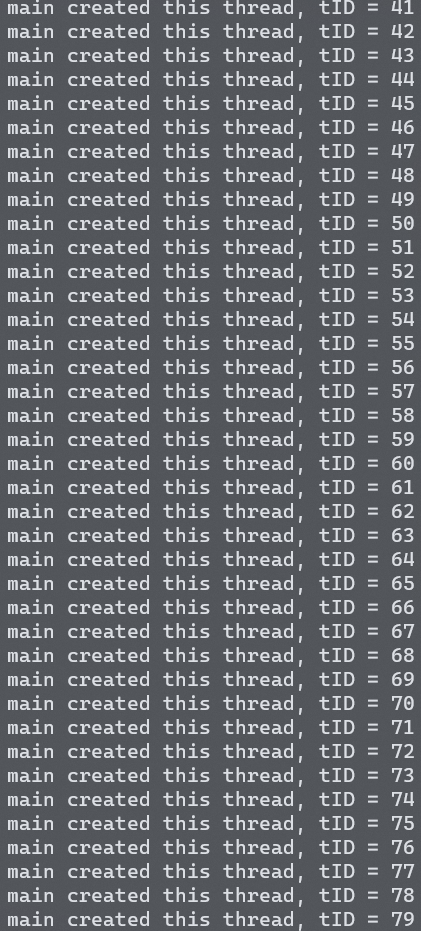 main created this thread, tID = 41
main created this thread, tID = 42
main created this thread, tID = 43
main created this thread, tID = 44
main created this thread, tID = 45
main created this thread, tID = 46
main created this thread, tID = 47
main created this thread, tID = 48
main created this thread, tID = 49
main created this thread, tID = 50
main created this thread, tID = 51
main created this thread, tID = 52
main created this thread, tID = 53
main created this thread, tID = 54
main created this thread, tID = 55
main created this thread, tID = 56
main created this thread, tID = 57
main created this thread, tID = 58
main created this thread, tID = 59
main created this thread, tID = 60
main created this thread, tID = 61
main created this thread, tID = 62
main created this thread, tID = 63
main created this thread, tID = 64
main created this thread, tID = 65
main created this thread, tID = 66
main created this thread, tID = 67
main created this thread, tID = 68
main created this thread, tID = 69
main created this thread, tID = 70
main created this thread, tID = 71
main created this thread, tID = 72
main created this thread, tID = 73
main created this thread, tID = 74
main created this thread, tID = 75
main created this thread, tID = 76
main created this thread, tID = 77
main created this thread, tID = 78
main created this thread, tID = 79